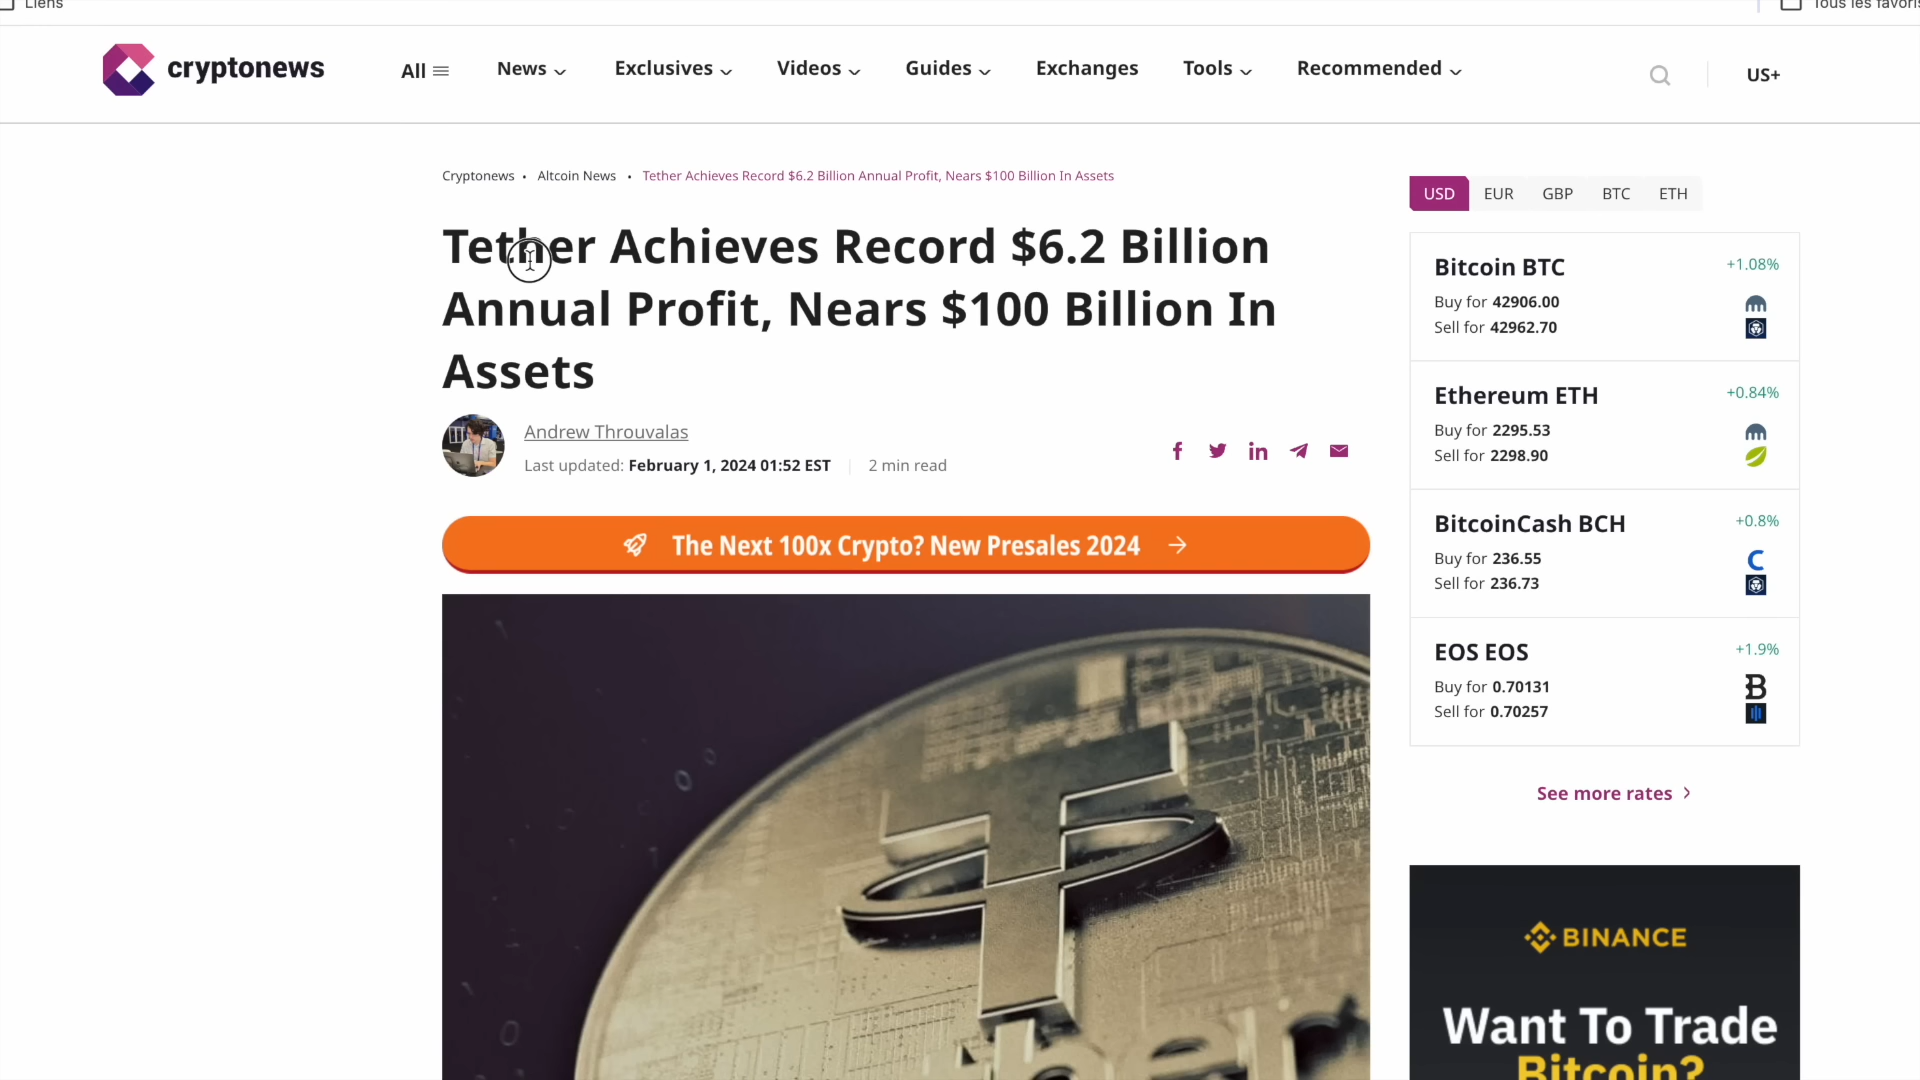 Liens
Tous les favoris
cryptonews
All
News
Exclusives
Videos
Guides
Exchanges
Tools
Recommended
US+
Cryptonews • Altcoin News • Tether Achieves Record $6.2 Billion Annual Profit, Nears $100 Billion In Assets
Tether Achieves Record $6.2 Billion
Annual Profit, Nears $100 Billion In
Assets
Andrew Throuvalas
Last updated: February 1, 2024 01:52 EST
2 min read
The Next 100x Crypto? New Presales 2024
USD
EUR
GBP
BTC
ETH
Bitcoin BTC
+1.08%
Buy for 42906.00
Sell for 42962.70
Ethereum ETH
+0.84%
Buy for 2295.53
Sell for 2298.90
BitcoinCash BCH
+0.8%
Buy for 236.55
Sell for 236.73
EOS EOS
+1.9%
Buy for 0.70131
Sell for 0.70257
See more rates
BINANCE
Want To Trade
Bitcoin?